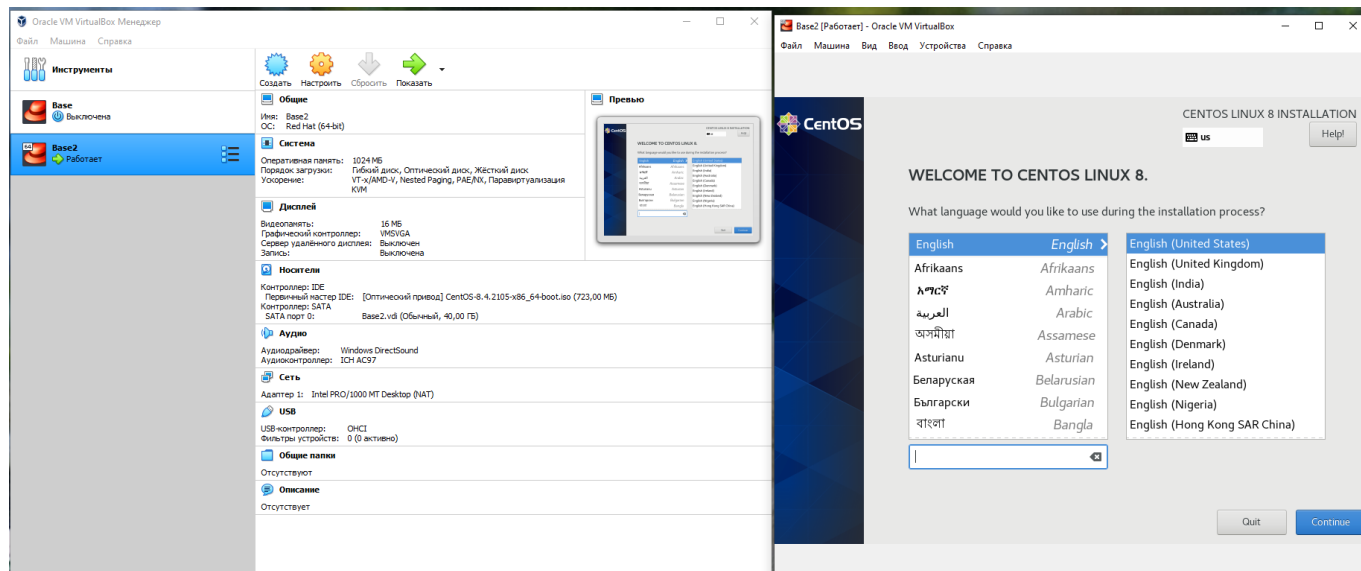 Oracle VM VirtualBox Менеджер
Файл Машина Справка
Инструменты
Создать Настроить Сбросить Показать
Base
Выключена
64
Base2
Работает
Общие
Имя: Base2
ОС: Red Hat (64-bit)
Система
Оперативная память: 1024 МБ
Порядок загрузки: Гибкий диск, Оптический диск, Жёсткий диск
Ускорение: VT-x/AMD-V, Nested Paging, PAE/NX, Паравиртуализация
KVM
Дисплей
Видеопамять: 16 МБ
Графический контроллер: VMSVGA
Сервер удалённого дисплея: Выключен
Запись: Выключена
Носители
Контроллер: IDE
Первичный мастер IDE: [Оптический привод] CentOS-8.4.2105-x86_64-boot.iso (723,00 МБ)
Контроллер: SATA
SATA порт 0: Base2.vdi (Обычный, 40,00 ГБ)
Аудио
Аудиодрайвер: Windows DirectSound
Аудиоконтроллер: ICH AC97
Сеть
Адаптер 1: Intel PRO/1000 MT Desktop (NAT)
USB
USB-контроллер: OHCI
Фильтры устройств: 0 (0 активно)
Общие папки
Отсутствуют
Описание
Отсутствует
Превью
Base2 [Работает] - Oracle VM VirtualBox
Файл Машина Вид Ввод Устройства Справка
CentOS
CENTOS LINUX 8 INSTALLATION
us
Help!
WELCOME TO CENTOS LINUX 8.
What language would you like to use during the installation process?
English English
Afrikaans Afrikaans
አማርኛ Amharic
العربية Arabic
অসমীয়া Assamese
Asturianu Asturian
Беларуская Belarusian
Български Bulgarian
বাংলা Bangla
English (United States)
English (United Kingdom)
English (India)
English (Australia)
English (Canada)
English (Denmark)
English (Ireland)
English (New Zealand)
English (Nigeria)
English (Hong Kong SAR China)
Quit Continue